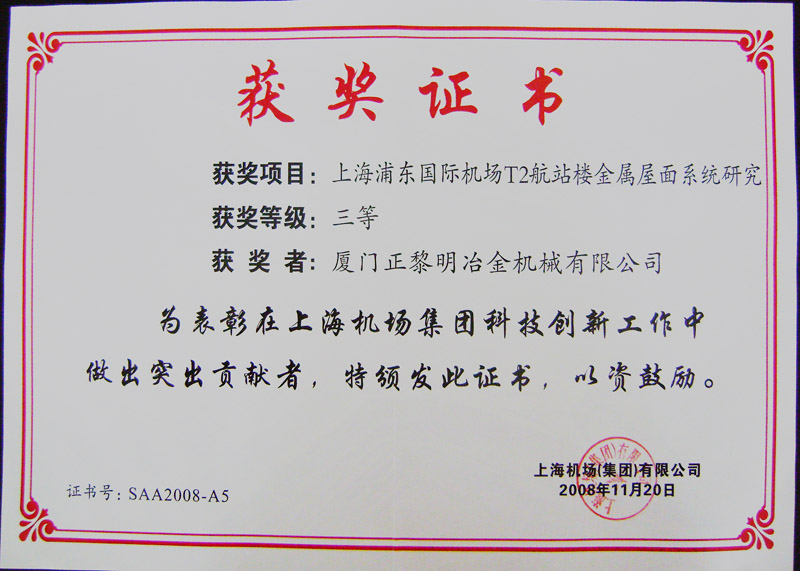 获奖证书
获奖项目：上海浦东国际机场T2航站楼金属屋面系统研究
获奖等级：三等
获 奖 者：厦门正黎明冶金机械有限公司
为表彰在上海机场集团科技创新工作中
做出突出贡献者，特颁发此证书，以资鼓励。
上海机场(集团)有限公司
2008年11月20日
证书号：SAA2008-A5